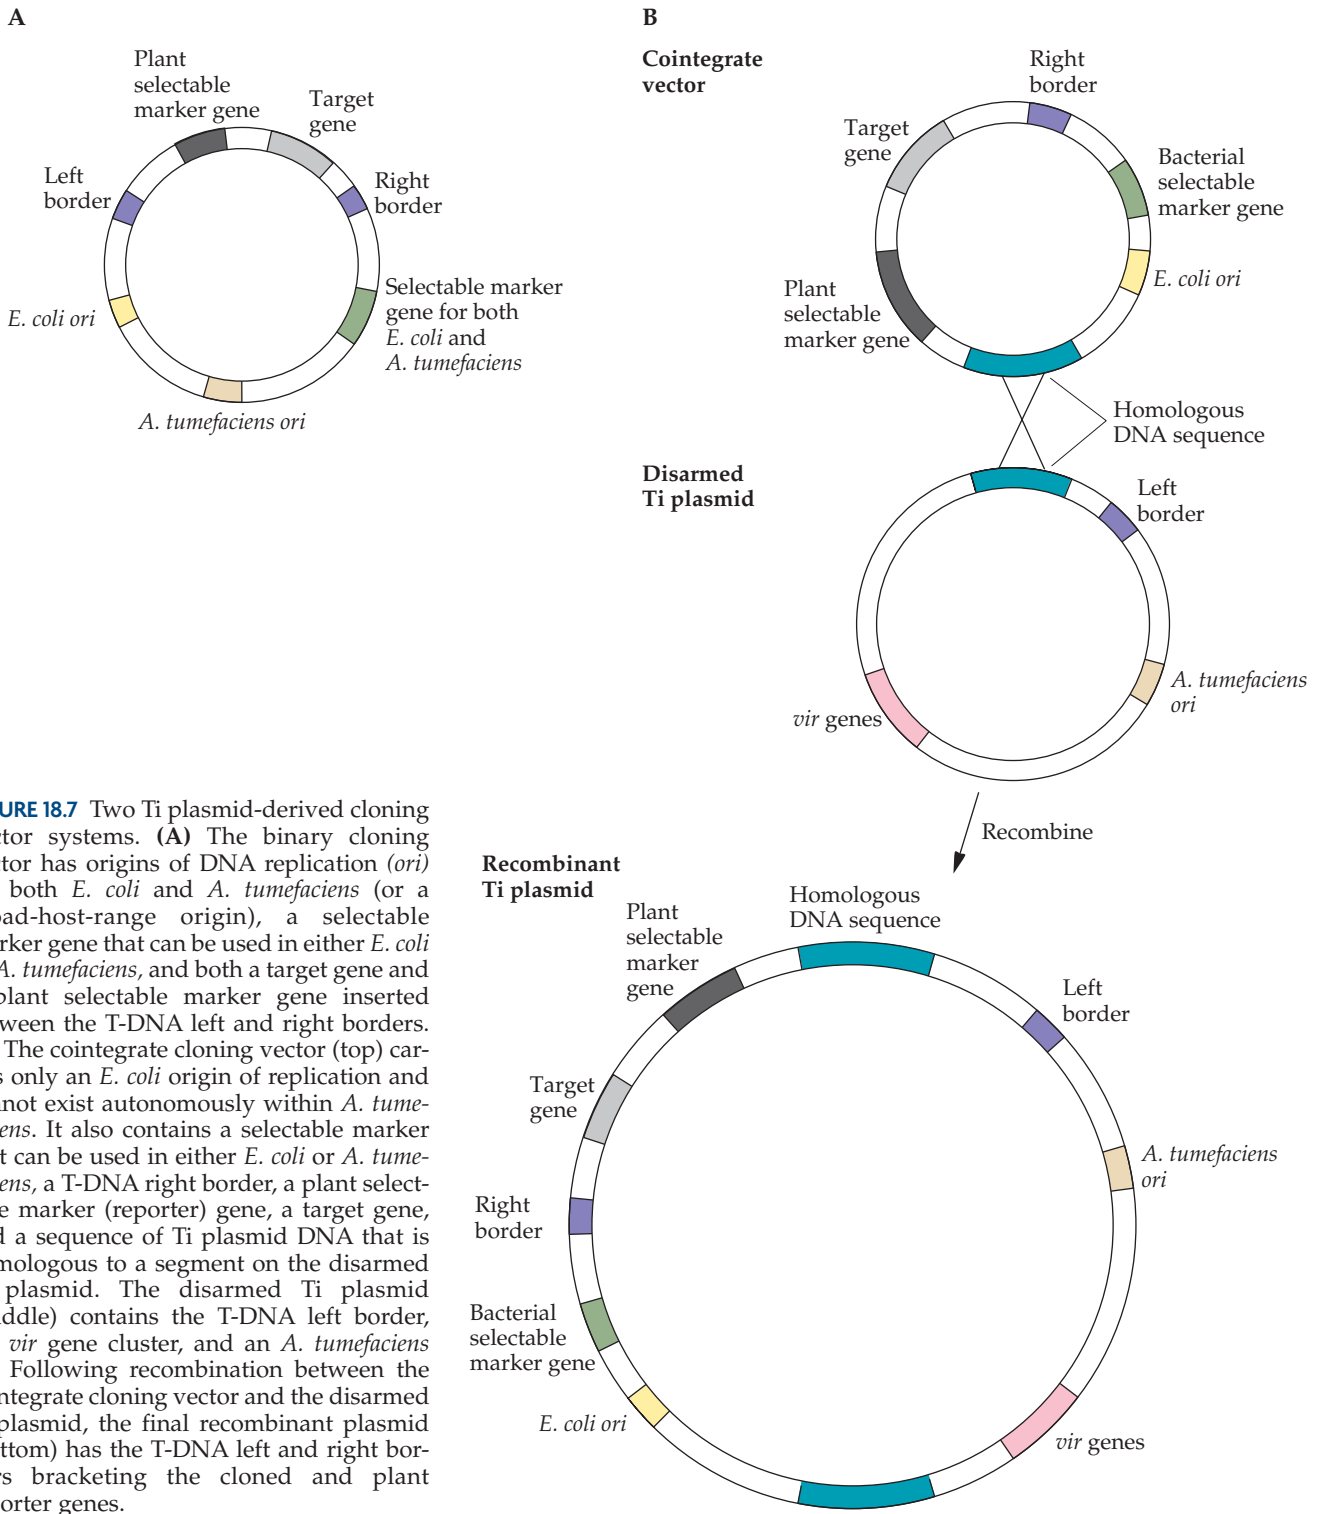 A
Plant
selectable
marker gene
Target
gene
Left
border
Right
border
E. coli ori
Selectable marker
gene for both
E. coli and
A. tumefaciens
A. tumefaciens ori
B
Cointegrate
vector
Right
border
Target
gene
Bacterial
selectable
marker gene
E. coli ori
Plant
selectable
marker gene
Homologous
DNA sequence
Disarmed
Ti plasmid
Left
border
A. tumefaciens
ori
vir genes
Recombine
Recombinant
Ti plasmid
Homologous
DNA sequence
Plant
selectable
marker
gene
Left
border
Target
gene
A. tumefaciens
ori
Right
border
Bacterial
selectable
marker gene
E. coli ori
vir genes
URE 18.7 Two Ti plasmid-derived cloning
tor systems. (A) The binary cloning
tor has origins of DNA replication (ori)
both E. coli and A. tumefaciens (or a
oad-host-range origin), a selectable
rker gene that can be used in either E. coli
A. tumefaciens, and both a target gene and
plant selectable marker gene inserted
tween the T-DNA left and right borders.
The cointegrate cloning vector (top) car-
s only an E. coli origin of replication and
not exist autonomously within A. tume-
ens. It also contains a selectable marker
t can be used in either E. coli or A. tume-
ens, a T-DNA right border, a plant select-
e marker (reporter) gene, a target gene,
d a sequence of Ti plasmid DNA that is
mologous to a segment on the disarmed
plasmid. The disarmed Ti plasmid
ddle) contains the T-DNA left border,
vir gene cluster, and an A. tumefaciens
Following recombination between the
ntegrate cloning vector and the disarmed
plasmid, the final recombinant plasmid
ttom) has the T-DNA left and right bor-
rs bracketing the cloned and plant
orter genes.